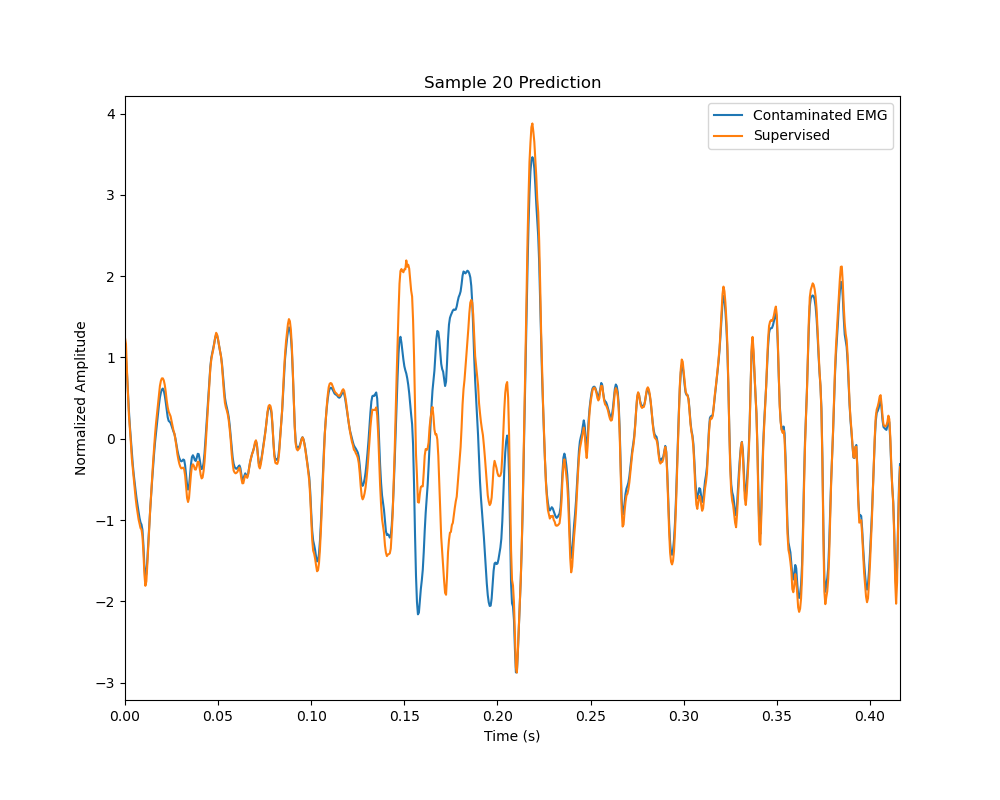 Sample 20 Prediction
Contaminated EMG
Supervised
Normalized Amplitude
4
3
2
1
0
−1
−2
−3
0.00 0.05 0.10 0.15 0.20 0.25 0.30 0.35 0.40
Time (s)